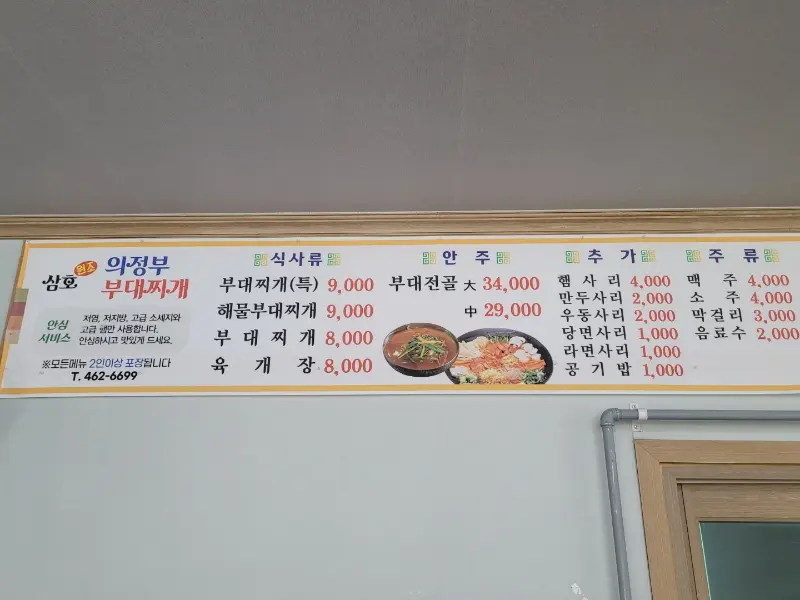 삼호 원조 의정부
부대찌개
안심
서비스
저염, 저지방, 고급 소세지와
고급 햄만 사용합니다.
안심하시고 맛있게 드세요.
※모든메뉴 2인이상 포장됩니다
T. 462-6699
식사류
부대찌개(특) 9,000
해물부대찌개 9,000
부대찌개 8,000
육개장 8,000
안주
부대전골 大 34,000
中 29,000
추가
햄사리 4,000
만두사리 2,000
우동사리 2,000
당면사리 1,000
라면사리 1,000
공기밥 1,000
주류
맥주 4,000
소주 4,000
막걸리 3,000
음료수 2,000